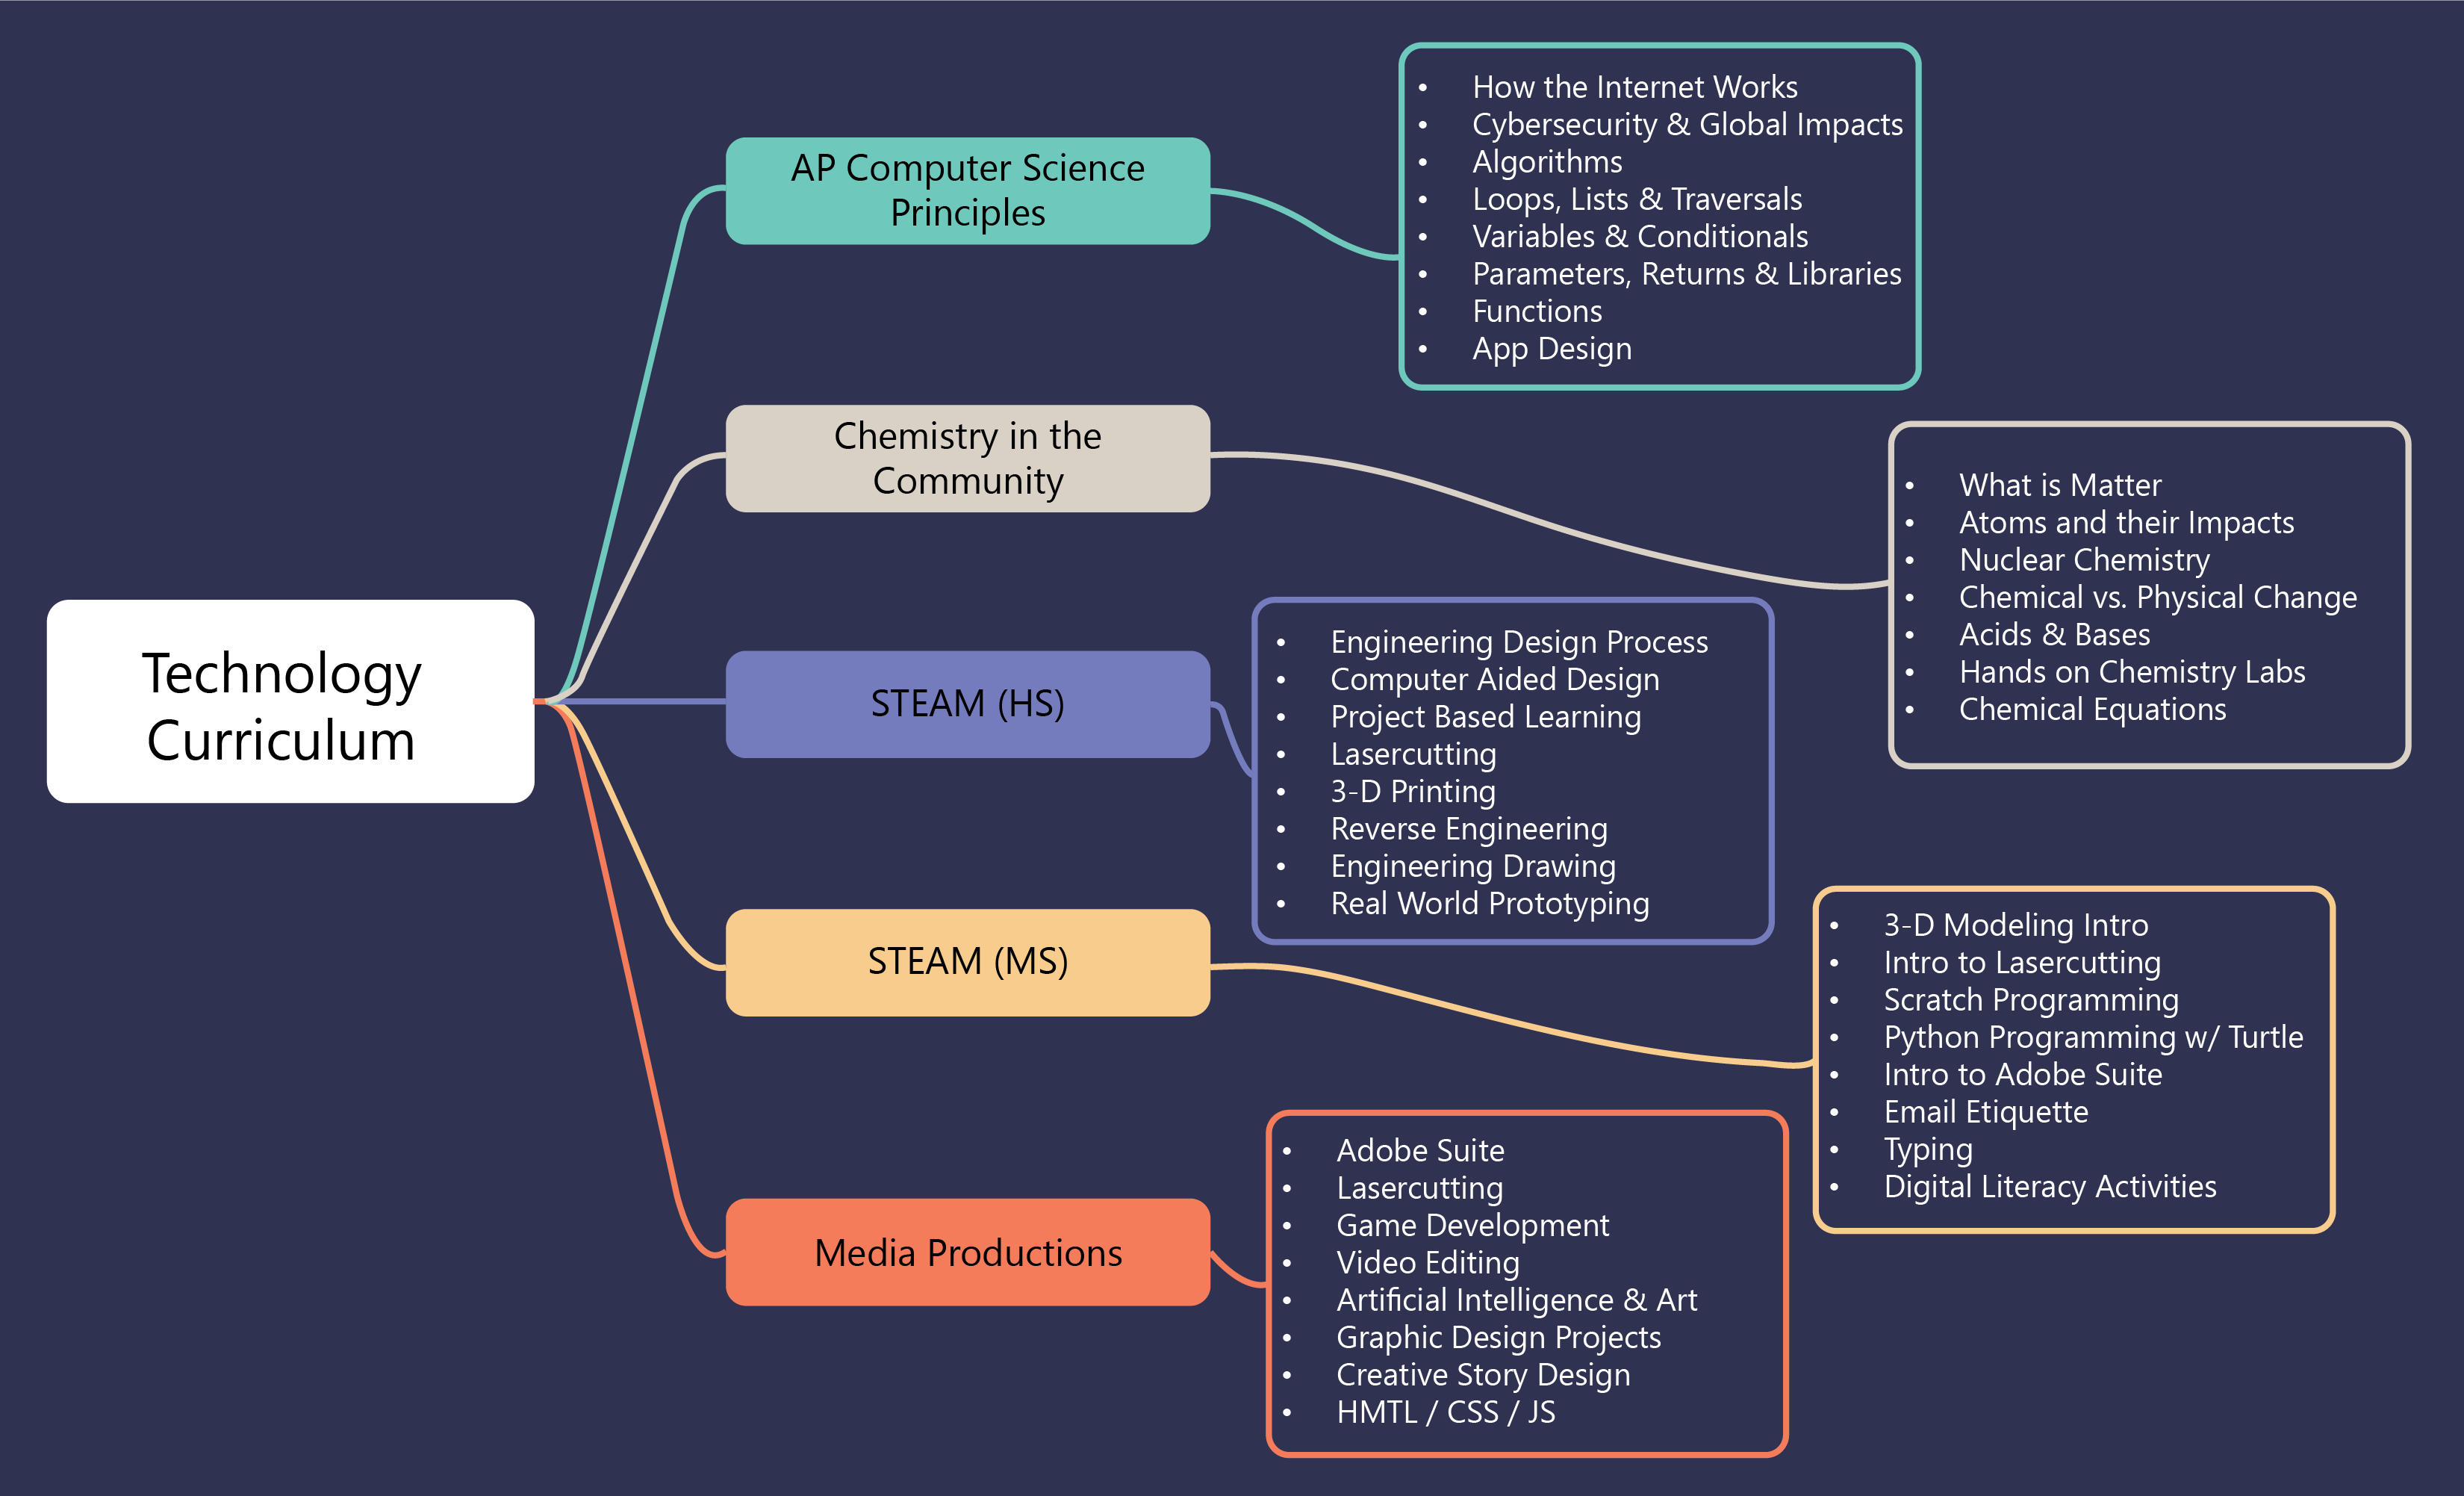 Technology
Curriculum
AP Computer Science
Principles
• How the Internet Works
• Cybersecurity & Global Impacts
• Algorithms
• Loops, Lists & Traversals
• Variables & Conditionals
• Parameters, Returns & Libraries
• Functions
• App Design
Chemistry in the
Community
• What is Matter
• Atoms and their Impacts
• Nuclear Chemistry
• Chemical vs. Physical Change
• Acids & Bases
• Hands on Chemistry Labs
• Chemical Equations
STEAM (HS)
• Engineering Design Process
• Computer Aided Design
• Project Based Learning
• Lasercutting
• 3-D Printing
• Reverse Engineering
• Engineering Drawing
• Real World Prototyping
STEAM (MS)
• 3-D Modeling Intro
• Intro to Lasercutting
• Scratch Programming
• Python Programming w/ Turtle
• Intro to Adobe Suite
• Email Etiquette
• Typing
• Digital Literacy Activities
Media Productions
• Adobe Suite
• Lasercutting
• Game Development
• Video Editing
• Artificial Intelligence & Art
• Graphic Design Projects
• Creative Story Design
• HMTL / CSS / JS